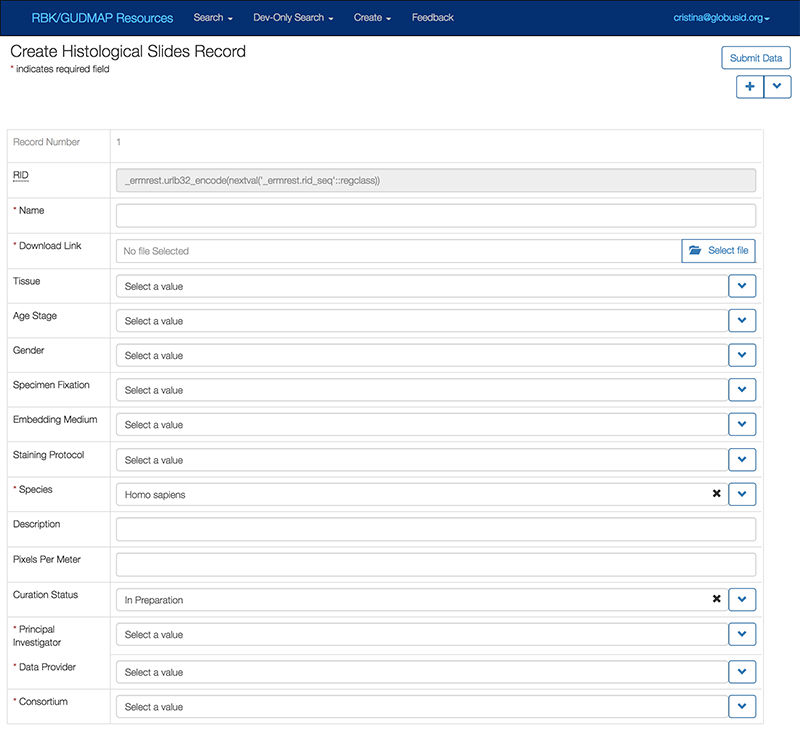 RBK/GUDMAP Resources Search Dev-Only Search Create Feedback cristina@globusid.org
Create Histological Slides Record
* indicates required field
Submit Data
Record Number 1
RID _ermrest.urlb32_encode(nextval('_ermrest.rid_seq'::regclass))
* Name
* Download Link No file Selected Select file
Tissue Select a value
Age Stage Select a value
Gender Select a value
Specimen Fixation Select a value
Embedding Medium Select a value
Staining Protocol Select a value
* Species Homo sapiens
Description
Pixels Per Meter
Curation Status In Preparation
* Principal
Investigator Select a value
* Data Provider Select a value
* Consortium Select a value